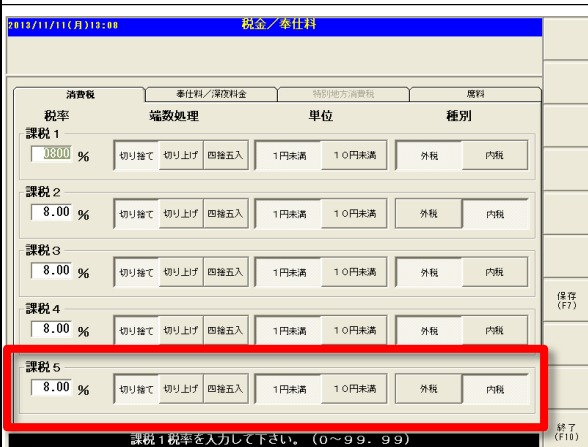 2013/11/11(月)13:08 税金／奉仕料
消費税 奉仕料／深夜料金 特別地方消費税 席料
税率 端数処理 単位 種別
課税１
0800 % 切り捨て 切り上げ 四捨五入 １円未満 １０円未満 外税 内税
課税２
8.00 % 切り捨て 切り上げ 四捨五入 １円未満 １０円未満 外税 内税
課税３
8.00 % 切り捨て 切り上げ 四捨五入 １円未満 １０円未満 外税 内税
保存
(F7)
課税４
8.00 % 切り捨て 切り上げ 四捨五入 １円未満 １０円未満 外税 内税
課税５
8.00 % 切り捨て 切り上げ 四捨五入 １円未満 １０円未満 外税 内税
課税１税率を入力して下さい。（０～９９．９９）
終了
(F10)